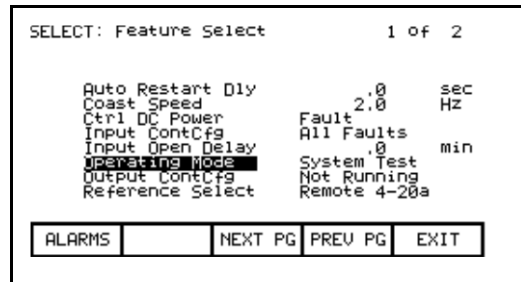 SELECT: Feature Select 1 of 2
Auto Restart Dly .0 sec
Coast Speed 2.0 Hz
Ctrl DC Power Fault
Input ContCfg All Faults
Input Open Delay .0 min
Operating Mode System Test
Output ContCfg Not Running
Reference Select Remote 4-20a
ALARMS NEXT PG PREV PG EXIT